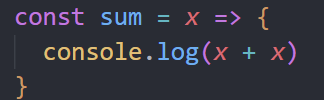 const sum = x => {
  console.log(x + x)
}